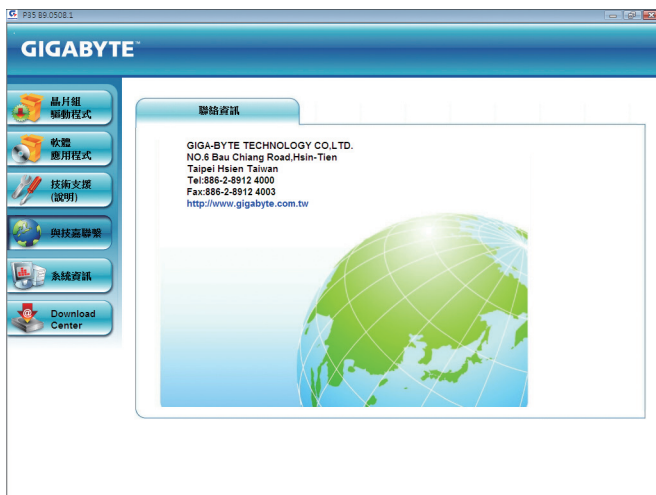 P35 B9.0508.1
GIGABYTE™
晶片組
驅動程式
軟體
應用程式
技術支援
(說明)
與技嘉聯繫
系統資訊
Download
Center
聯絡資訊
GIGA-BYTE TECHNOLOGY CO,LTD.
NO.6 Bau Chiang Road,Hsin-Tien
Taipei Hsien Taiwan
Tel:886-2-8912 4000
Fax:886-2-8912 4003
http://www.gigabyte.com.tw